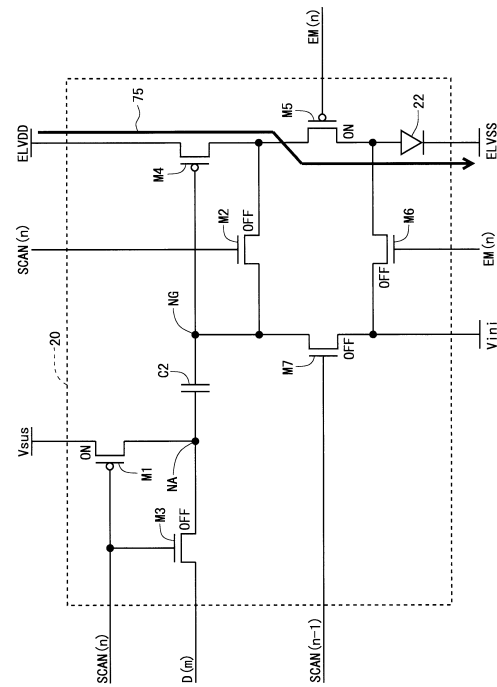 EM(n)
ELVDD
75
M5
ON
22
ELVSS
M4
SCAN(n)
M2
OFF
M6
OFF
EM(n)
NG
20
C2
M7
OFF
Vini
Vsus
ON
M1
NA
M3
OFF
SCAN(n)
D(m)
SCAN(n-1)